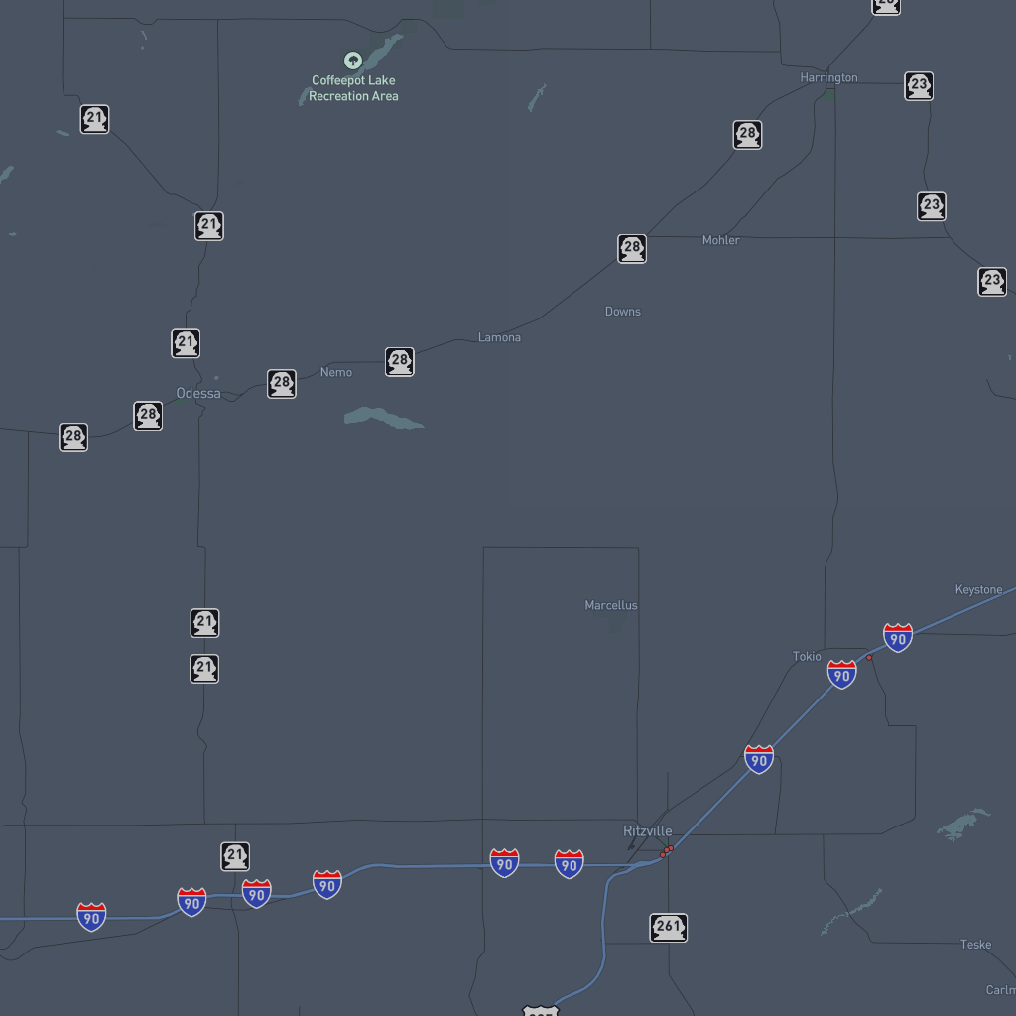 Harrington
Coffeepot Lake
Recreation Area
23
21
28
23
21
Mohler
28
23
Downs
Lamona
21
28
Nemo
28
Odessa
28
28
Keystone
Marcellus
21
90
Tokio
21
90
90
Ritzville
21
90
90
90
90
90
90
261
Teske